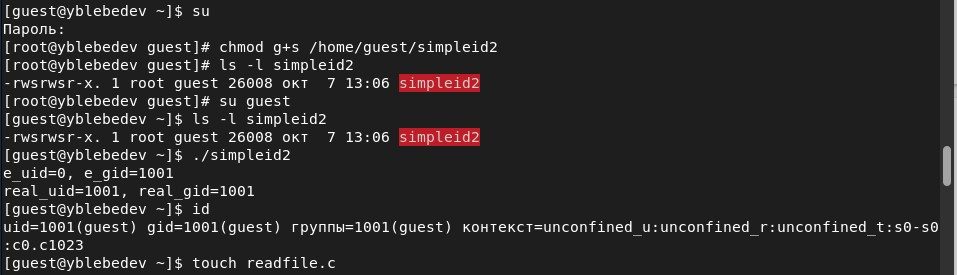 [guest@yblebedev ~]$ su
Пароль:
[root@yblebedev guest]# chmod g+s /home/guest/simpleid2
[root@yblebedev guest]# ls -l simpleid2
-rwsrwsr-x. 1 root guest 26008 окт  7 13:06 simpleid2
[root@yblebedev guest]# su guest
[guest@yblebedev ~]$ ls -l simpleid2
-rwsrwsr-x. 1 root guest 26008 окт  7 13:06 simpleid2
[guest@yblebedev ~]$ ./simpleid2
e_uid=0, e_gid=1001
real_uid=1001, real_gid=1001
[guest@yblebedev ~]$ id
uid=1001(guest) gid=1001(guest) группы=1001(guest) контекст=unconfined_u:unconfined_r:unconfined_t:s0-s0
:c0.c1023
[guest@yblebedev ~]$ touch readfile.c